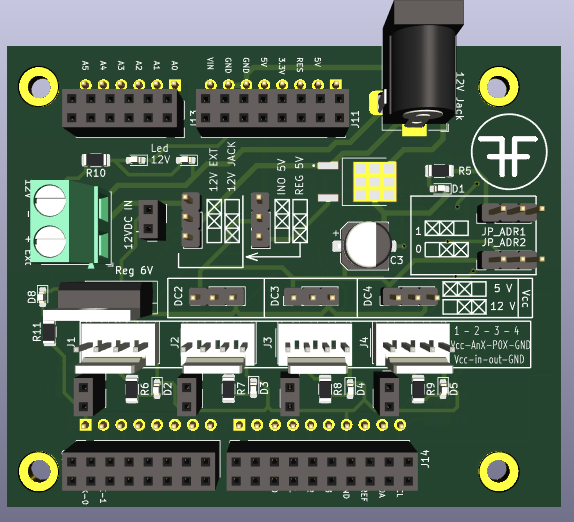 A5 A4 A3 A2 A1 A0
VIN GND GND 5V 3.3V RES 5V
12V Jack
J13
J11
Led
12V
R10
12V EXT
12V JACK
INO 5V
REG 5V
R5
D1
12V - + EXT
12VDC IN
C3
1
0
JP_ADR1
JP_ADR2
Reg 6V
D8
R11
DC2
DC3
DC4
5 V
12 V
Vcc
J1
J2
J3
J4
1 - 2 - 3 - 4
Vcc-AnX-POX-GND
Vcc-in-out-GND
R6
D2
R7
D3
R8
D4
R9
D5
J14